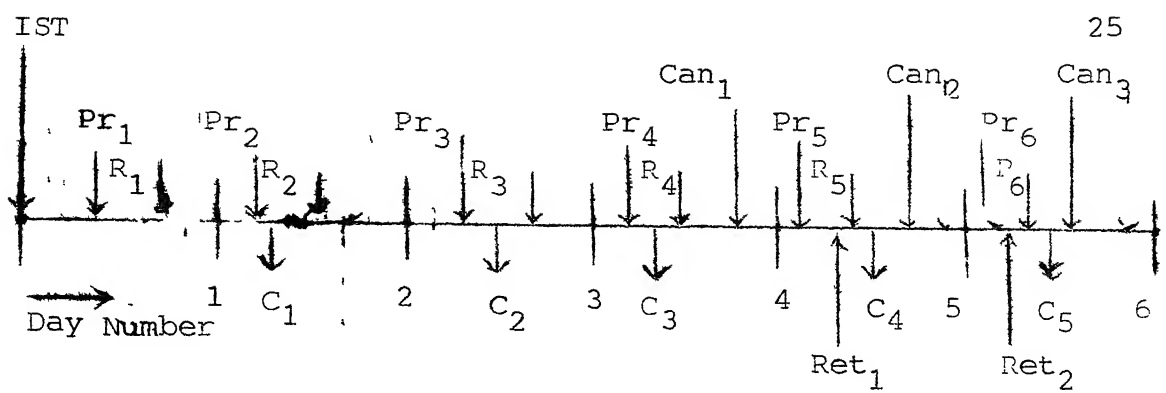 IST 25
Can₁ Can₂ Can₃
Pr₁ Pr₂ Pr₃ Pr₄ Pr₅ Pr₆
R₁ R₂ R₃ R₄ R₅ R₆
1 C₁ 2 C₂ 3 C₃ 4 C₄ 5 C₅ 6
Day Number
Ret₁ Ret₂